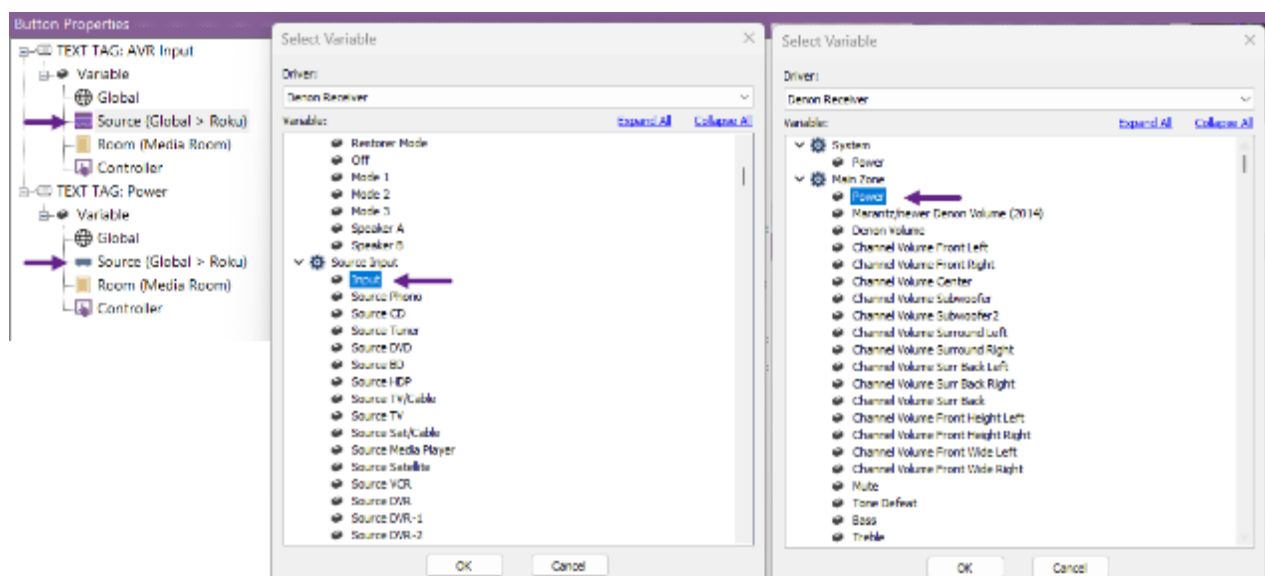 Button Properties
TEXT TAG: AVR Input
Variable
Global
Source (Global > Roku)
Room (Media Room)
Controller
TEXT TAG: Power
Variable
Global
Source (Global > Roku)
Room (Media Room)
Controller
Select Variable
Driver:
Denon Receiver
Variable: Expand All Collapse All
Restorer Mode
Off
Mode 1
Mode 2
Mode 3
Speaker A
Speaker B
Source Input
Input
Source Phono
Source CD
Source Tuner
Source DVD
Source BD
Source HDP
Source TV/Cable
Source TV
Source Sat/Cable
Source Media Player
Source Satellite
Source VCR
Source DVR
Source DVR-1
Source DVR-2
OK Cancel
Select Variable
Driver:
Denon Receiver
Variable: Expand All Collapse All
System
Power
Main Zone
Power
Marantz/newer Denon Volume (2014)
Denon Volume
Channel Volume Front Left
Channel Volume Front Right
Channel Volume Center
Channel Volume Subwoofer
Channel Volume Subwoofer2
Channel Volume Surround Left
Channel Volume Surround Right
Channel Volume Surr Back Left
Channel Volume Surr Back Right
Channel Volume Surr Back
Channel Volume Front Height Left
Channel Volume Front Height Right
Channel Volume Front Wide Left
Channel Volume Front Wide Right
Mute
Tone Defeat
Bass
Treble
OK Cancel